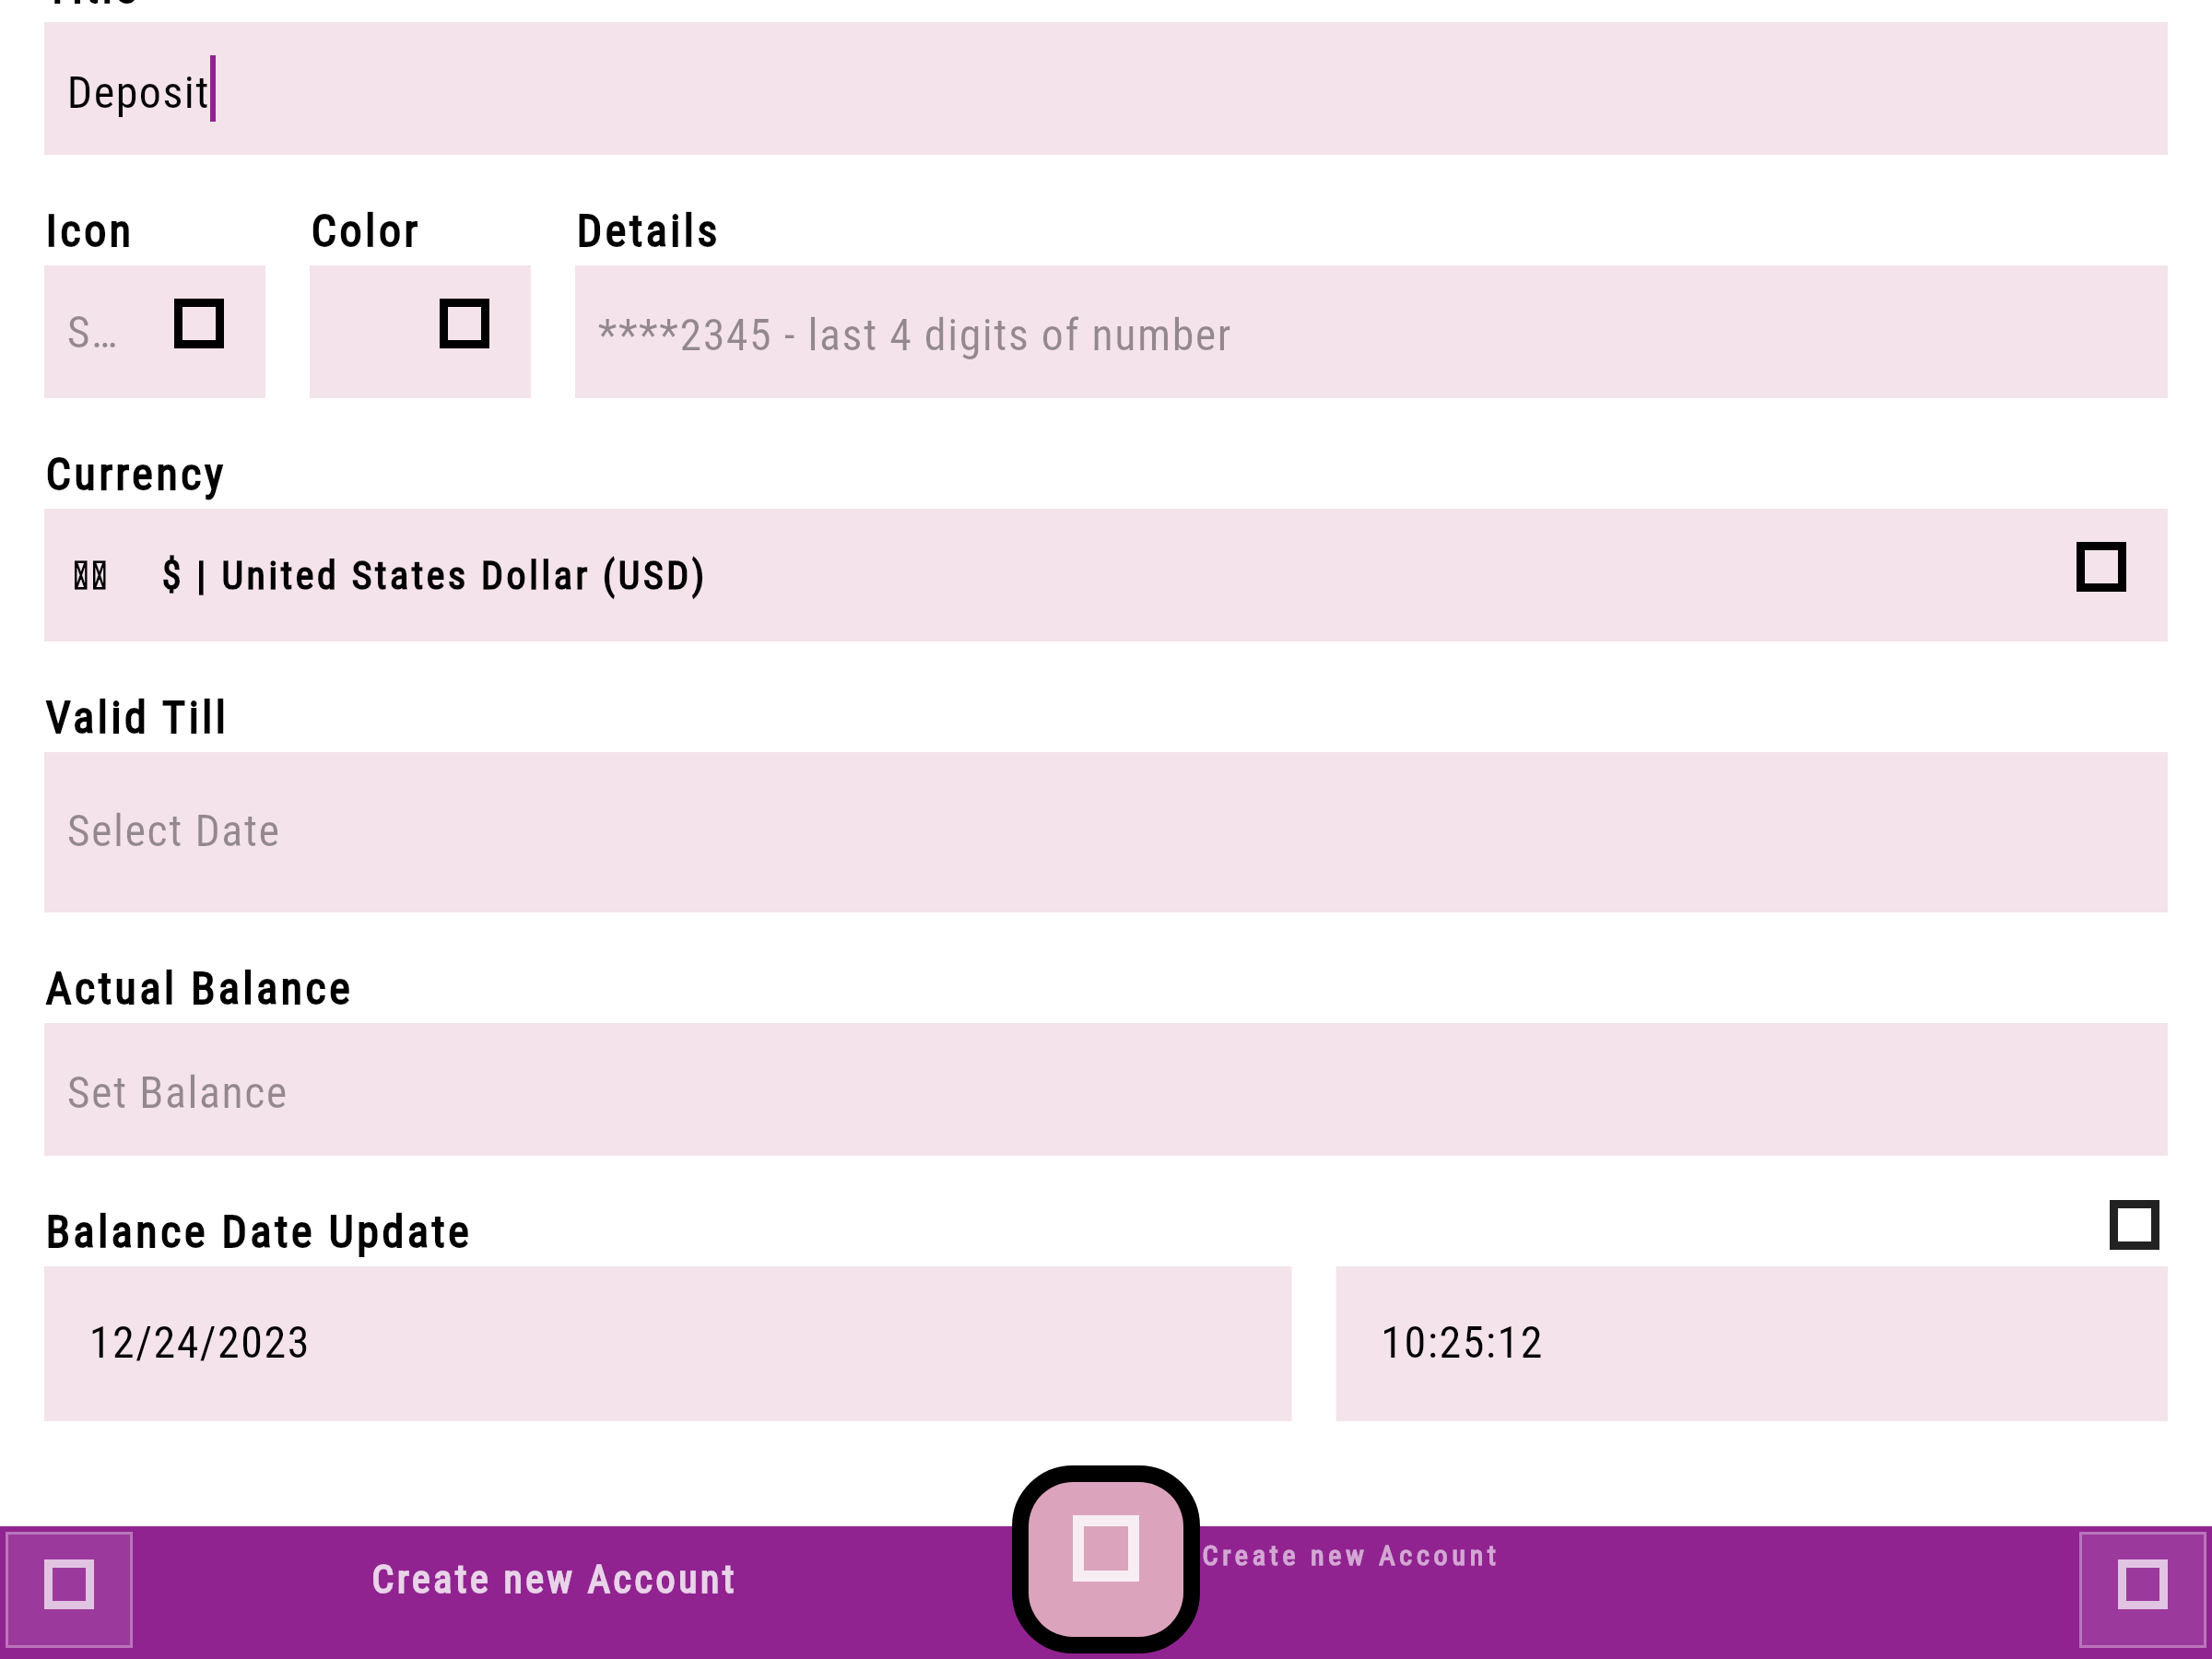 Deposit
Icon Color Details
S… ****2345 - last 4 digits of number
Currency
$ | United States Dollar (USD)
Valid Till
Select Date
Actual Balance
Set Balance
Balance Date Update
12/24/2023 10:25:12
Create new Account
Create new Account